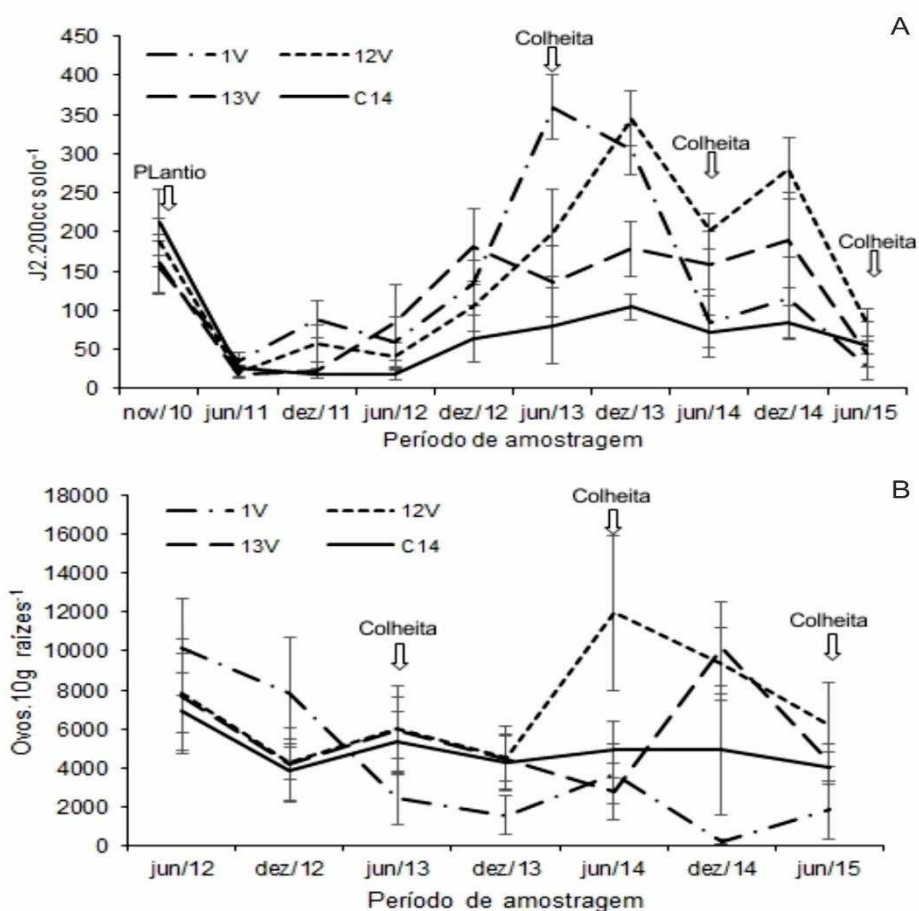 A
450
400
350
300
250
200
150
100
50
0
J2.200cc solo⁻¹
1V
12V
13V
C14
PLantio
Colheita
Colheita
Colheita
nov/10 jun/11 dez/11 jun/12 dez/12 jun/13 dez/13 jun/14 dez/14 jun/15
Período de amostragem
B
18000
16000
14000
12000
10000
8000
6000
4000
2000
0
Ovos.10g raízes⁻¹
1V
12V
13V
C14
Colheita
Colheita
Colheita
jun/12 dez/12 jun/13 dez/13 jun/14 dez/14 jun/15
Período de amostragem